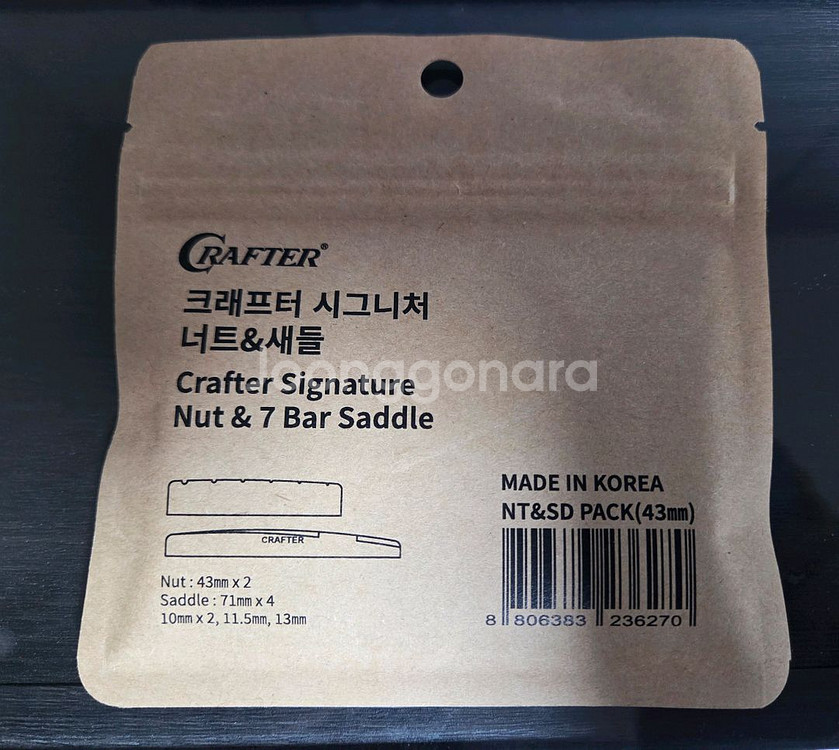 CRAFTER®
크래프터 시그니처
너트&새들
joonggonara
Crafter Signature
Nut & 7 Bar Saddle
MADE IN KOREA
NT&SD PACK(43㎜)
CRAFTER
Nut : 43㎜ x 2
Saddle : 71㎜ x 4
10㎜ x 2, 11.5㎜, 13㎜
8 806383 236270